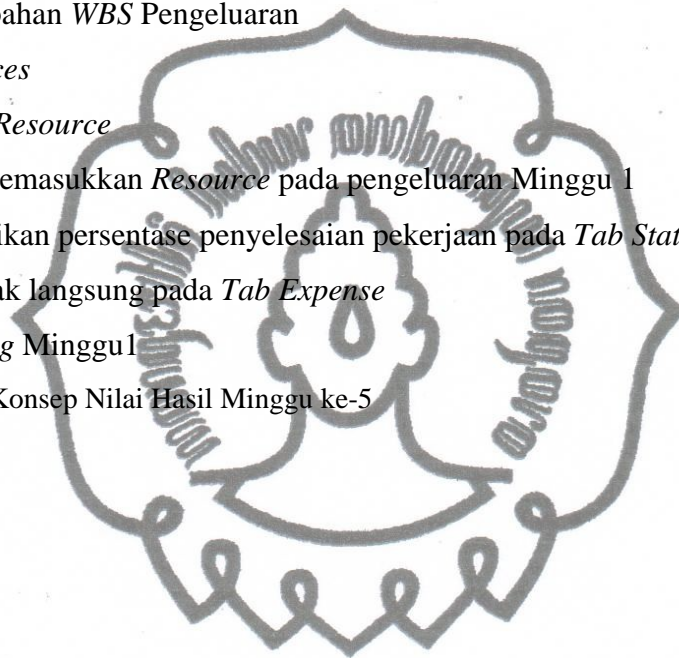 bahan WBS Pengeluaran
ces
Resource
emasukkan Resource pada pengeluaran Minggu 1
ikan persentase penyelesaian pekerjaan pada Tab Stat
ak langsung pada Tab Expense
g Minggu1
Konsep Nilai Hasil Minggu ke-5